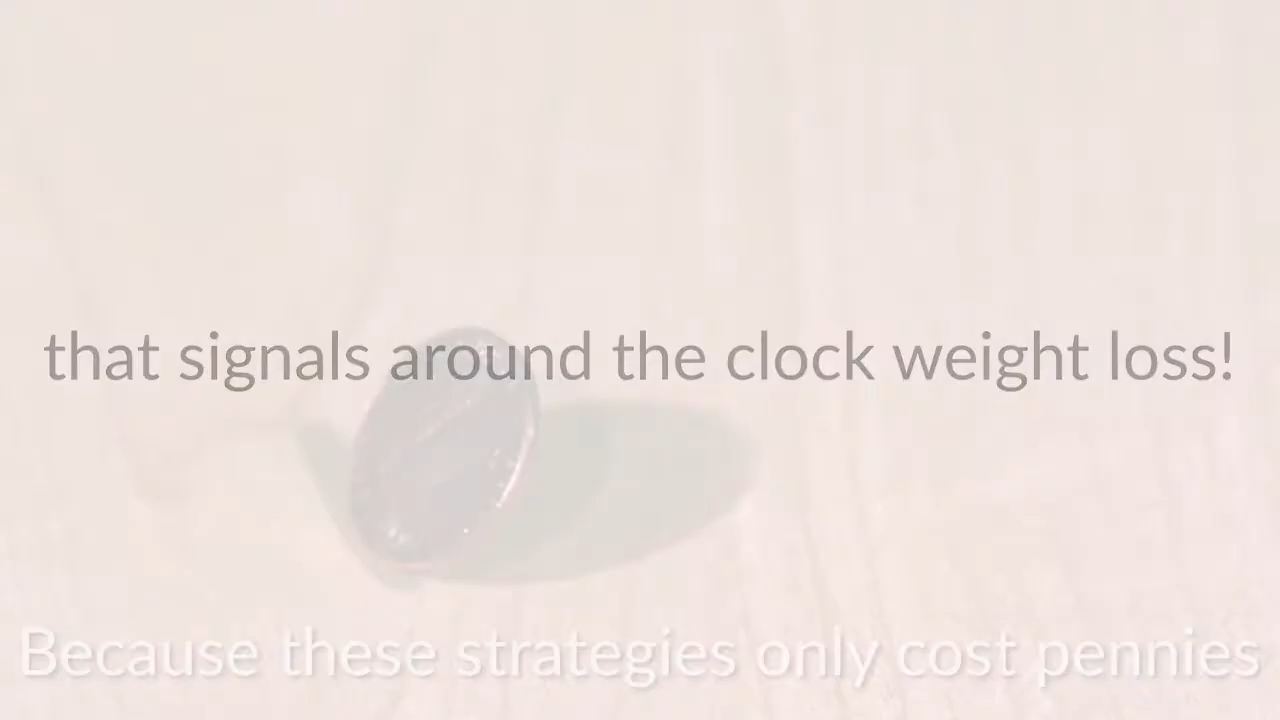 that signals around the clock weight loss!
Because these strategies only cost pennies